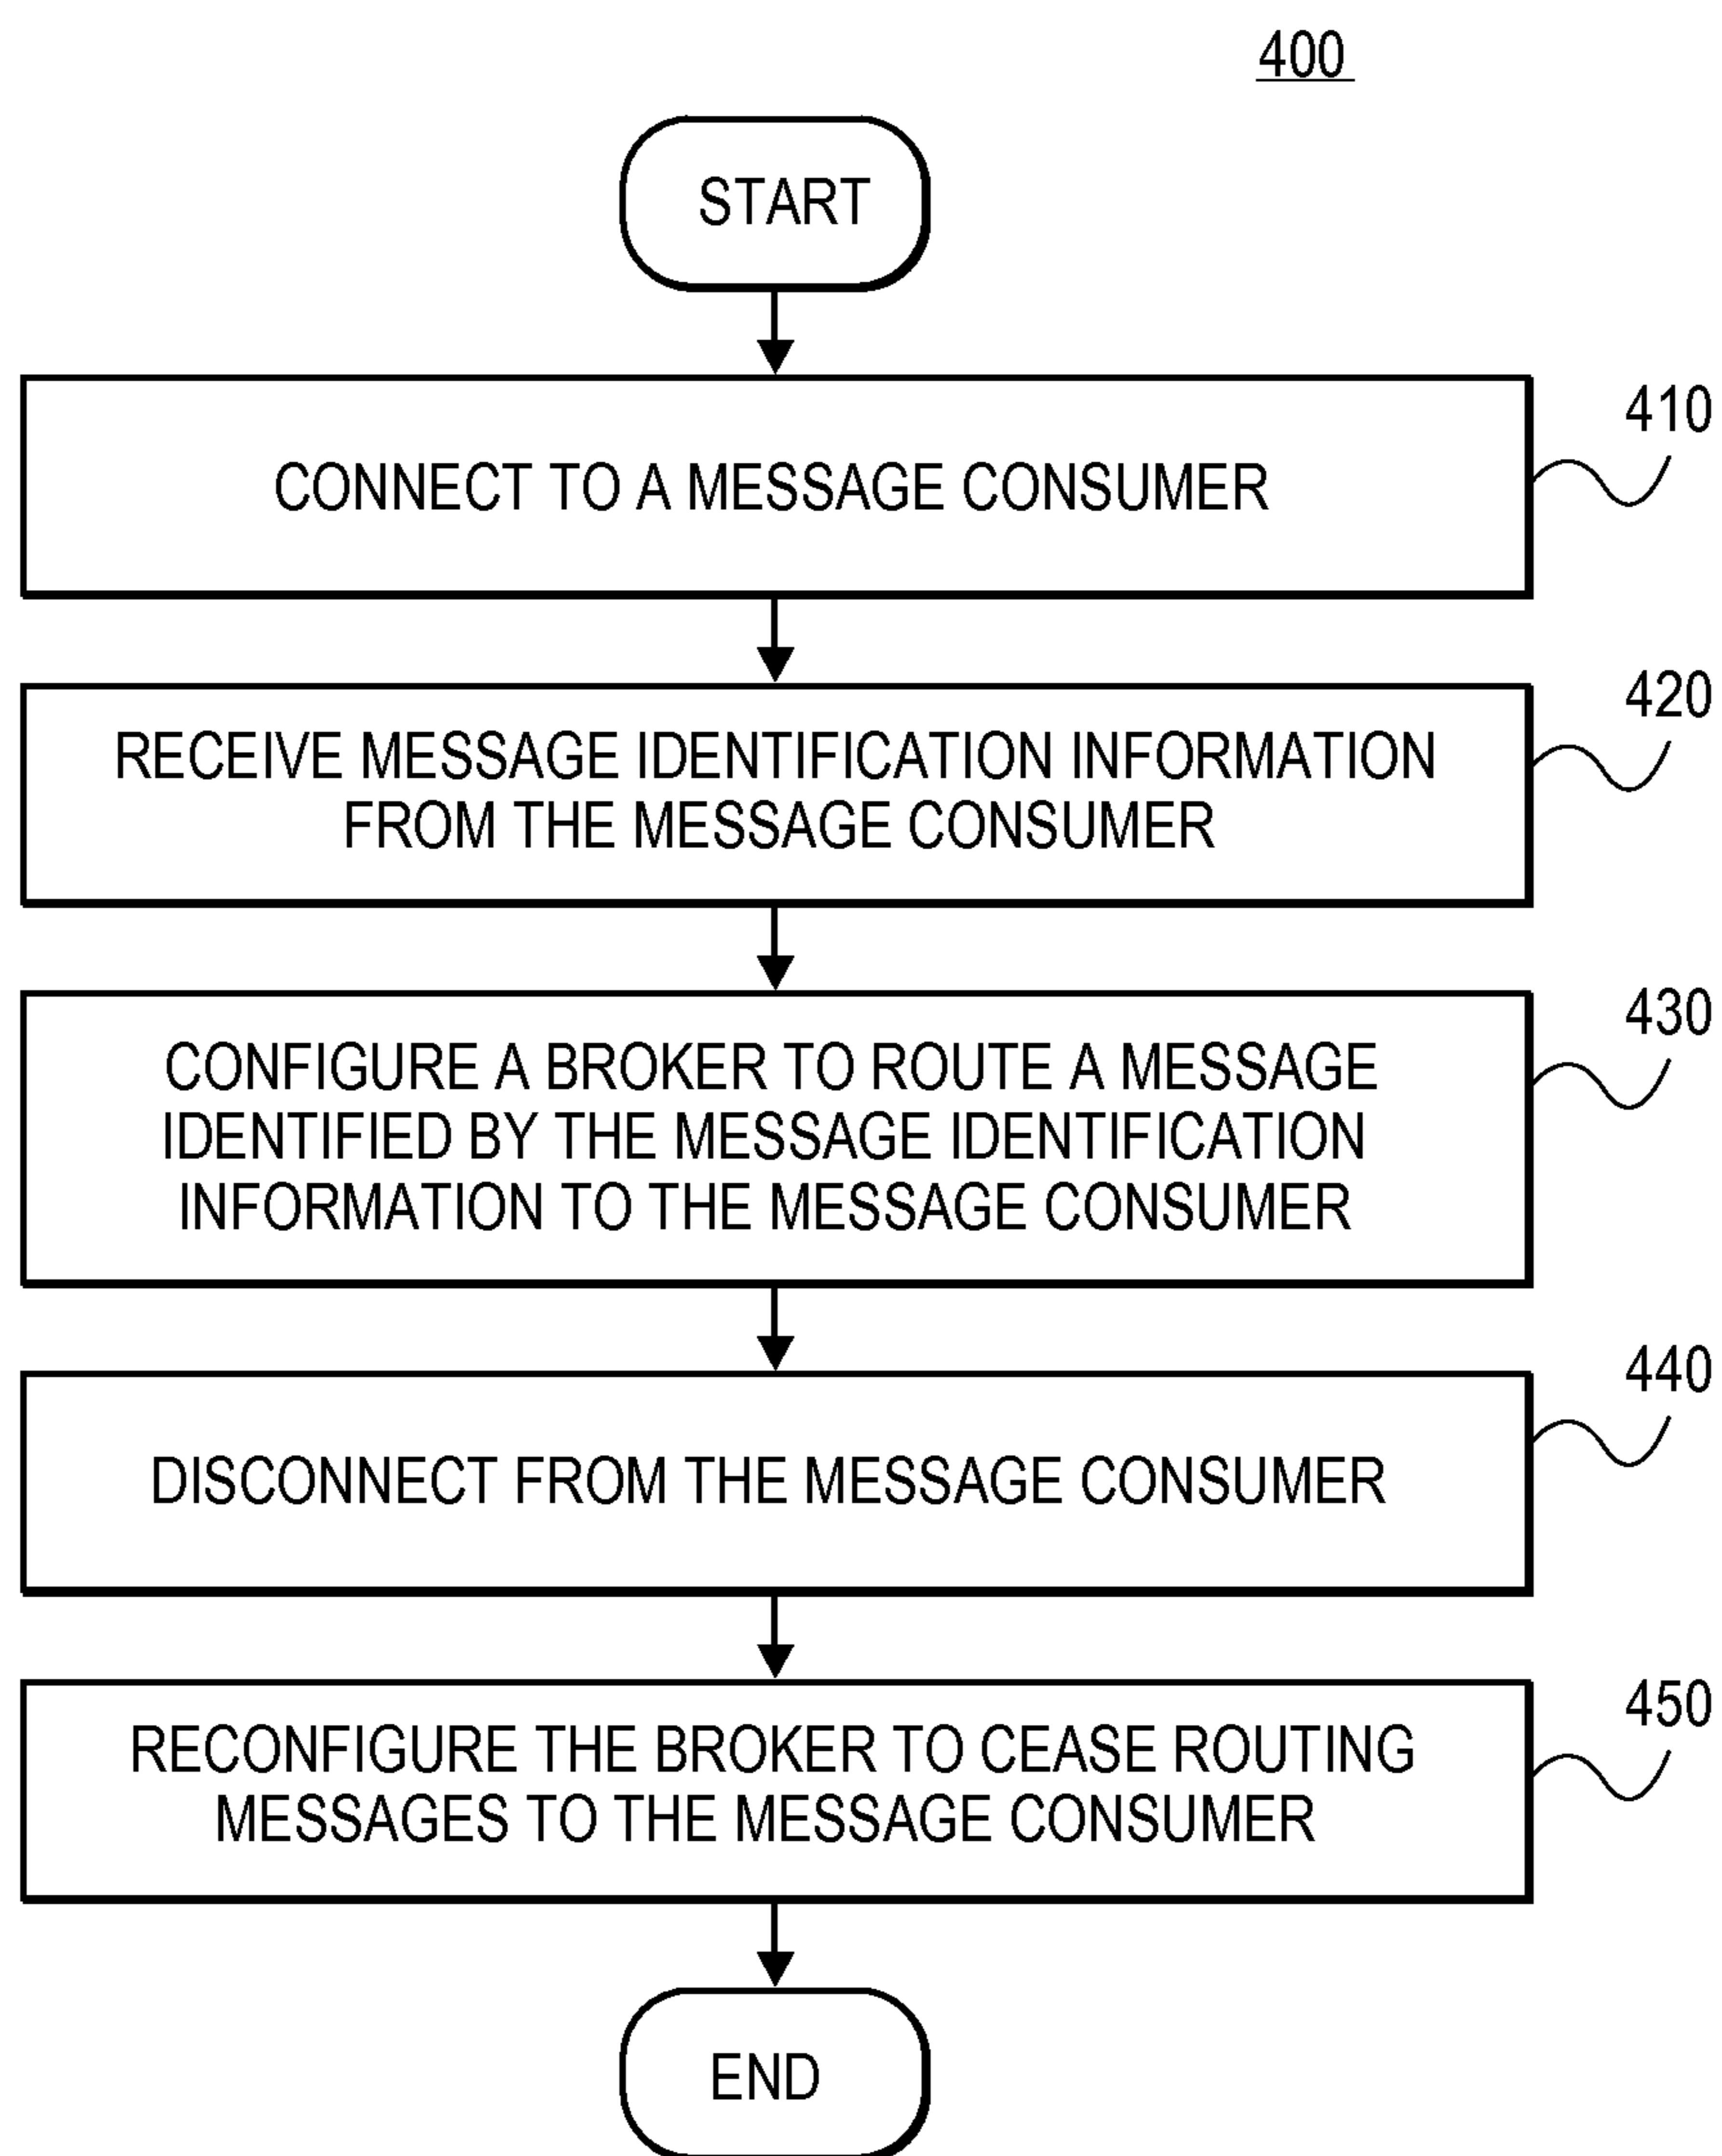 400
START
410
CONNECT TO A MESSAGE CONSUMER
420
RECEIVE MESSAGE IDENTIFICATION INFORMATION
FROM THE MESSAGE CONSUMER
430
CONFIGURE A BROKER TO ROUTE A MESSAGE
IDENTIFIED BY THE MESSAGE IDENTIFICATION
INFORMATION TO THE MESSAGE CONSUMER
440
DISCONNECT FROM THE MESSAGE CONSUMER
450
RECONFIGURE THE BROKER TO CEASE ROUTING
MESSAGES TO THE MESSAGE CONSUMER
END